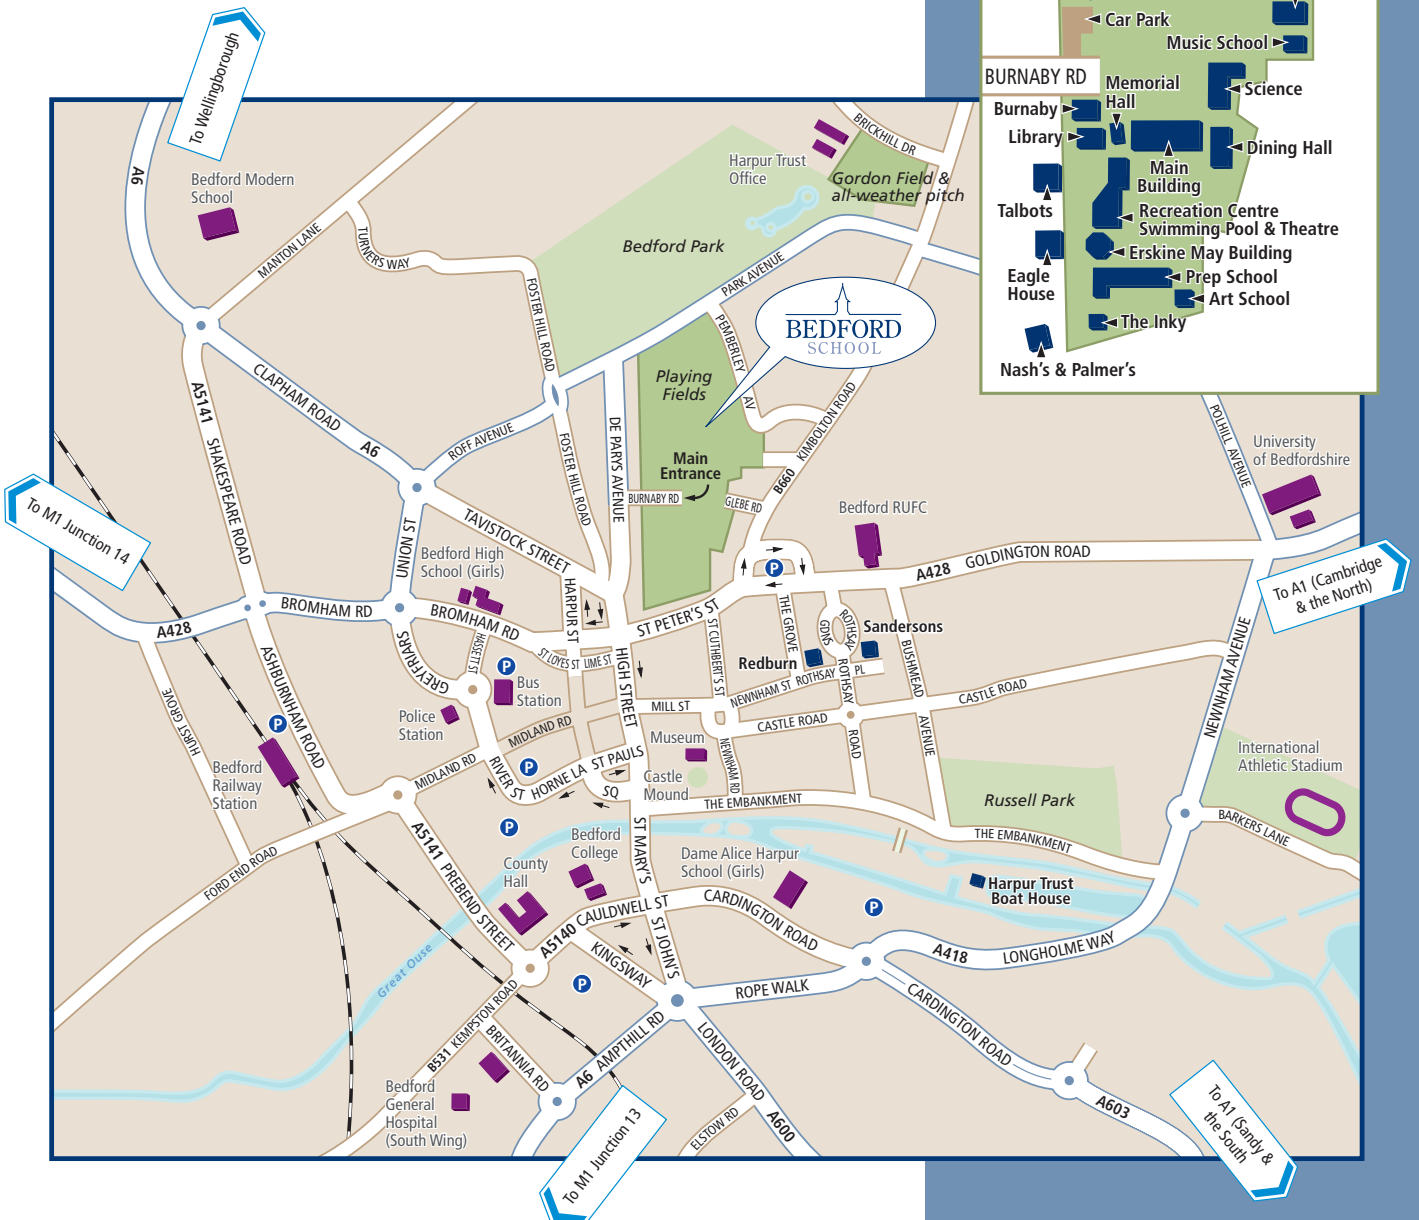 To Wellingborough
A6
Bedford Modern
School
MANTON LANE
TURNERS WAY
Harpur Trust
Office
BRICKHILL DR
Gordon Field &
all-weather pitch
Bedford Park
PARK AVENUE
FOSTER HILL ROAD
PEMBERLEY
AV
BEDFORD
SCHOOL
Car Park
Music School
BURNABY RD
Memorial
Hall
Science
Burnaby
Library
Main
Building
Dining Hall
Talbots
Recreation Centre
Swimming Pool & Theatre
Erskine May Building
Eagle
House
Prep School
Art School
The Inky
Nash's & Palmer's
A5141
SHAKESPEARE ROAD
CLAPHAM ROAD
A6
ROFF AVENUE
FOSTER HILL ROAD
DE PARYS AVENUE
Playing
Fields
Main
Entrance
BURNABY RD
GLEBE RD
B660
KIMBOLTON ROAD
POLHILL AVENUE
University
of Bedfordshire
To M1 Junction 14
UNION ST
TAVISTOCK STREET
Bedford High
School (Girls)
Bedford RUFC
P
A428
GOLDINGTON ROAD
To A1 (Cambridge
& the North)
A428
BROMHAM RD
BROMHAM RD
HARPUR ST
ST PETER'S ST
ST CUTHBERT'S ST
THE GROVE
ROTHSAY
GDNS
Sandersons
Redburn
BUSHMEAD
AVENUE
ASHBURNHAM ROAD
GREYFRIARS
HASSETT ST
ST LOYES ST
LIME ST
HIGH STREET
P
Bus
Station
Police
Station
MILL ST
NEWNHAM ST
ROTHSAY
PL
ROTHSAY
ROAD
CASTLE ROAD
CASTLE ROAD
NEWNHAM AVENUE
HURST GROVE
P
Bedford
Railway
Station
MIDLAND RD
MIDLAND RD
RIVER ST
P
HORNE LA
ST PAULS
SQ
Museum
Castle
Mound
NEWNHAM RD
THE EMBANKMENT
Russell Park
THE EMBANKMENT
International
Athletic Stadium
BARKERS LANE
FORD END ROAD
A5141
PREBEND STREET
P
Bedford
College
County
Hall
ST MARY'S
Dame Alice Harpur
School (Girls)
Harpur Trust
Boat House
P
Great Ouse
A5140
CAULDWELL ST
CARDINGTON ROAD
KINGSWAY
ST JOHN'S
P
A418
LONGHOLME WAY
ROPE WALK
CARDINGTON ROAD
B531
KEMPSTON ROAD
BRITANNIA RD
A6
AMPTHILL RD
LONDON ROAD
A600
ELSTOW RD
A603
Bedford
General
Hospital
(South Wing)
To M1 Junction 13
To A1 (Sandy &
the South